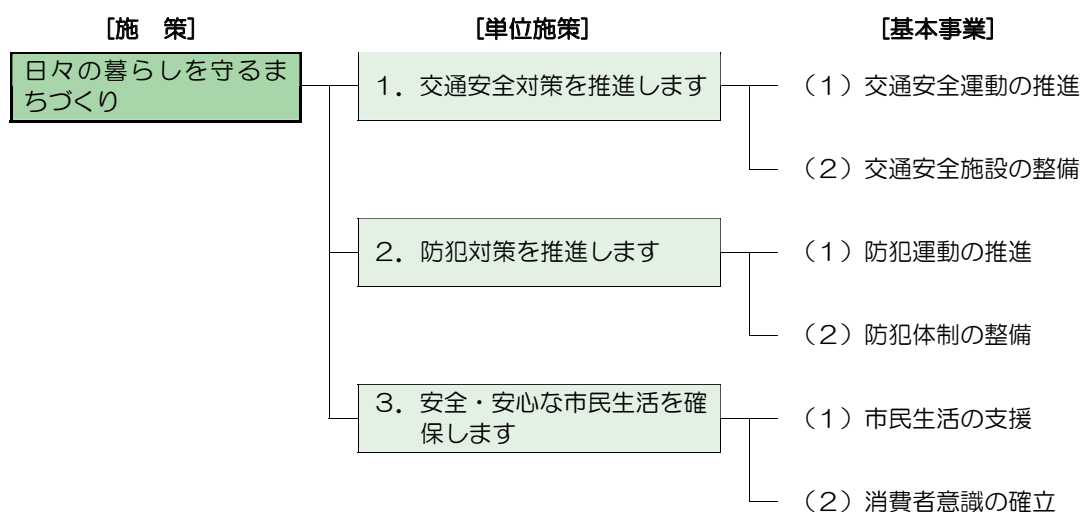 [施　策]
[単位施策]
[基本事業]
日々の暮らしを守るま
ちづくり
１．交通安全対策を推進します
（１）交通安全運動の推進
（２）交通安全施設の整備
２．防犯対策を推進します
（１）防犯運動の推進
（２）防犯体制の整備
３．安全・安心な市民生活を確
保します
（１）市民生活の支援
（２）消費者意識の確立